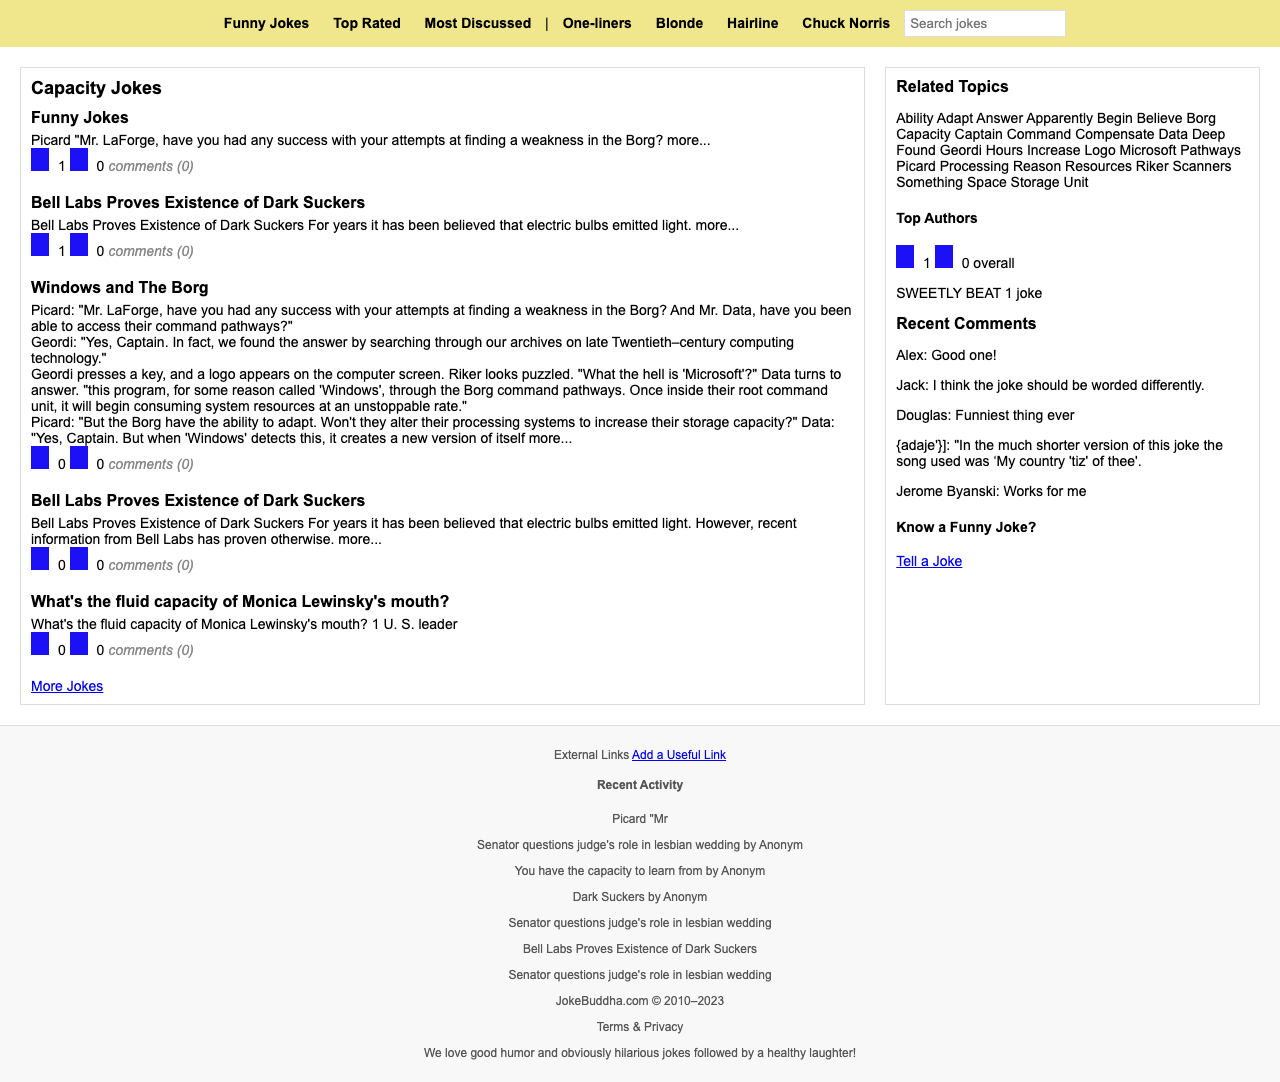 Funny Jokes Top Rated Most Discussed | One-liners Blonde Hairline Chuck Norris Search jokes
Capacity Jokes
Funny Jokes
Picard "Mr. LaForge, have you had any success with your attempts at finding a weakness in the Borg? more...
1 0 comments (0)
Bell Labs Proves Existence of Dark Suckers
Bell Labs Proves Existence of Dark Suckers For years it has been believed that electric bulbs emitted light. more...
1 0 comments (0)
Windows and The Borg
Picard: "Mr. LaForge, have you had any success with your attempts at finding a weakness in the Borg? And Mr. Data, have you been
able to access their command pathways?"
Geordi: "Yes, Captain. In fact, we found the answer by searching through our archives on late Twentieth–century computing
technology."
Geordi presses a key, and a logo appears on the computer screen. Riker looks puzzled. "What the hell is 'Microsoft'?" Data turns to
answer. "this program, for some reason called 'Windows', through the Borg command pathways. Once inside their root command
unit, it will begin consuming system resources at an unstoppable rate."
Picard: "But the Borg have the ability to adapt. Won't they alter their processing systems to increase their storage capacity?" Data:
"Yes, Captain. But when 'Windows' detects this, it creates a new version of itself more...
0 0 comments (0)
Bell Labs Proves Existence of Dark Suckers
Bell Labs Proves Existence of Dark Suckers For years it has been believed that electric bulbs emitted light. However, recent
information from Bell Labs has proven otherwise. more...
0 0 comments (0)
What's the fluid capacity of Monica Lewinsky's mouth?
What's the fluid capacity of Monica Lewinsky's mouth? 1 U. S. leader
0 0 comments (0)
More Jokes
Related Topics
Ability Adapt Answer Apparently Begin Believe Borg
Capacity Captain Command Compensate Data Deep
Found Geordi Hours Increase Logo Microsoft Pathways
Picard Processing Reason Resources Riker Scanners
Something Space Storage Unit
Top Authors
1 0 overall
SWEETLY BEAT 1 joke
Recent Comments
Alex: Good one!
Jack: I think the joke should be worded differently.
Douglas: Funniest thing ever
{adaje'}]: "In the much shorter version of this joke the
song used was 'My country 'tiz' of thee'.
Jerome Byanski: Works for me
Know a Funny Joke?
Tell a Joke
External Links Add a Useful Link
Recent Activity
Picard "Mr
Senator questions judge's role in lesbian wedding by Anonym
You have the capacity to learn from by Anonym
Dark Suckers by Anonym
Senator questions judge's role in lesbian wedding
Bell Labs Proves Existence of Dark Suckers
Senator questions judge's role in lesbian wedding
JokeBuddha.com © 2010–2023
Terms & Privacy
We love good humor and obviously hilarious jokes followed by a healthy laughter!